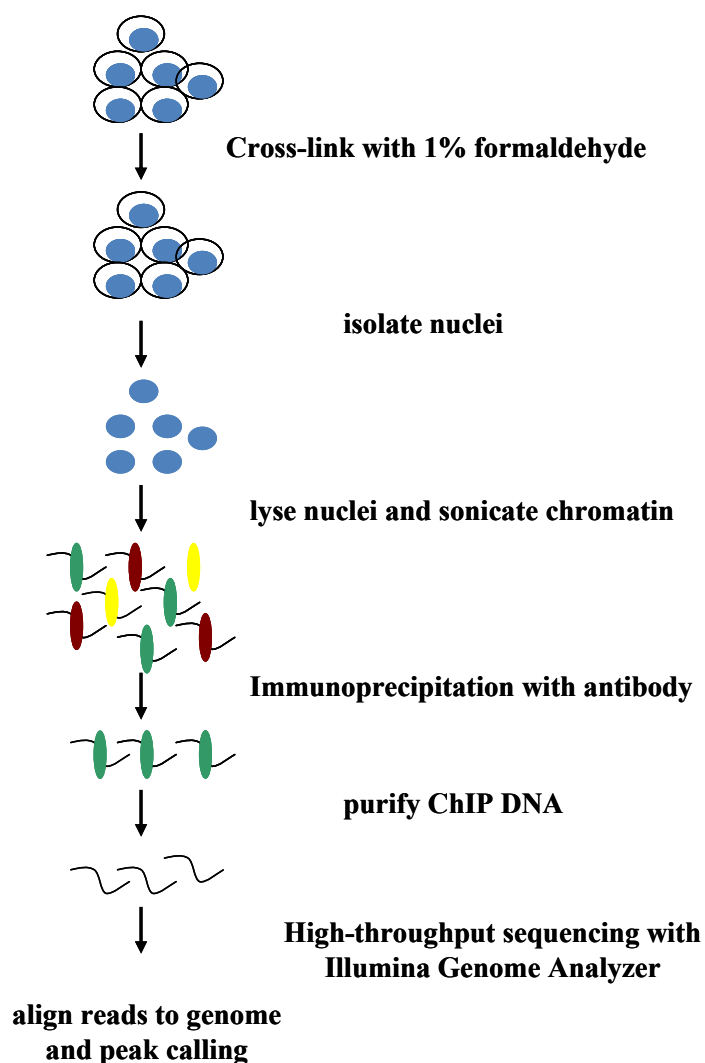 Cross-link with 1% formaldehyde
isolate nuclei
lyse nuclei and sonicate chromatin
Immunoprecipitation with antibody
purify ChIP DNA
High-throughput sequencing with
Illumina Genome Analyzer
align reads to genome
and peak calling